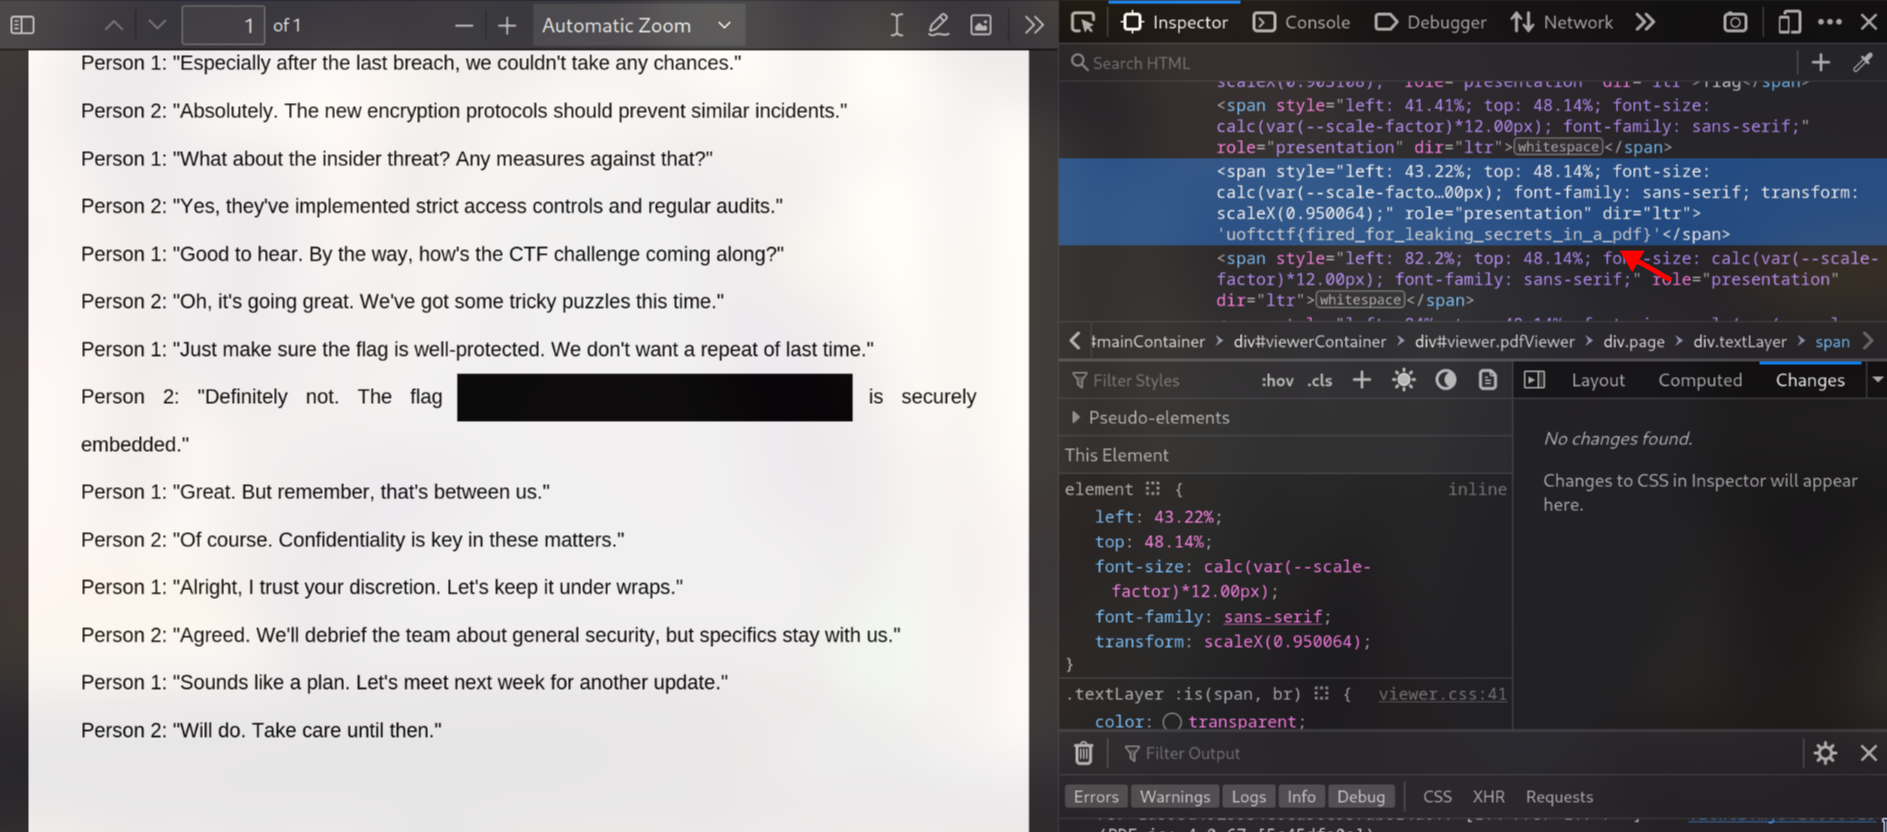 1 of 1 Automatic Zoom
Person 1: "Especially after the last breach, we couldn't take any chances."
Person 2: "Absolutely. The new encryption protocols should prevent similar incidents."
Person 1: "What about the insider threat? Any measures against that?"
Person 2: "Yes, they've implemented strict access controls and regular audits."
Person 1: "Good to hear. By the way, how's the CTF challenge coming along?"
Person 2: "Oh, it's going great. We've got some tricky puzzles this time."
Person 1: "Just make sure the flag is well-protected. We don't want a repeat of last time."
Person 2: "Definitely not. The flag is securely
embedded."
Person 1: "Great. But remember, that's between us."
Person 2: "Of course. Confidentiality is key in these matters."
Person 1: "Alright, I trust your discretion. Let's keep it under wraps."
Person 2: "Agreed. We'll debrief the team about general security, but specifics stay with us."
Person 1: "Sounds like a plan. Let's meet next week for another update."
Person 2: "Will do. Take care until then."
Inspector Console Debugger Network
Search HTML
scaleX(0.905108);" role="presentation" dir="ltr">flag</span>
<span style="left: 41.41%; top: 48.14%; font-size:
calc(var(--scale-factor)*12.00px); font-family: sans-serif;"
role="presentation" dir="ltr">whitespace</span>
<span style="left: 43.22%; top: 48.14%; font-size:
calc(var(--scale-facto…00px); font-family: sans-serif; transform:
scaleX(0.950064);" role="presentation" dir="ltr">
'uoftctf{fired_for_leaking_secrets_in_a_pdf}'</span>
<span style="left: 82.2%; top: 48.14%; font-size: calc(var(--scale-
factor)*12.00px); font-family: sans-serif;" role="presentation"
dir="ltr">whitespace</span>
#mainContainer > div#viewerContainer > div#viewer.pdfViewer > div.page > div.textLayer > span
Filter Styles :hov .cls
Layout Computed Changes
Pseudo-elements
This Element
element { inline
left: 43.22%;
top: 48.14%;
font-size: calc(var(--scale-
factor)*12.00px);
font-family: sans-serif;
transform: scaleX(0.950064);
}
.textLayer :is(span, br) { viewer.css:41
color: transparent;
No changes found.
Changes to CSS in Inspector will appear
here.
Filter Output
Errors Warnings Logs Info Debug CSS XHR Requests